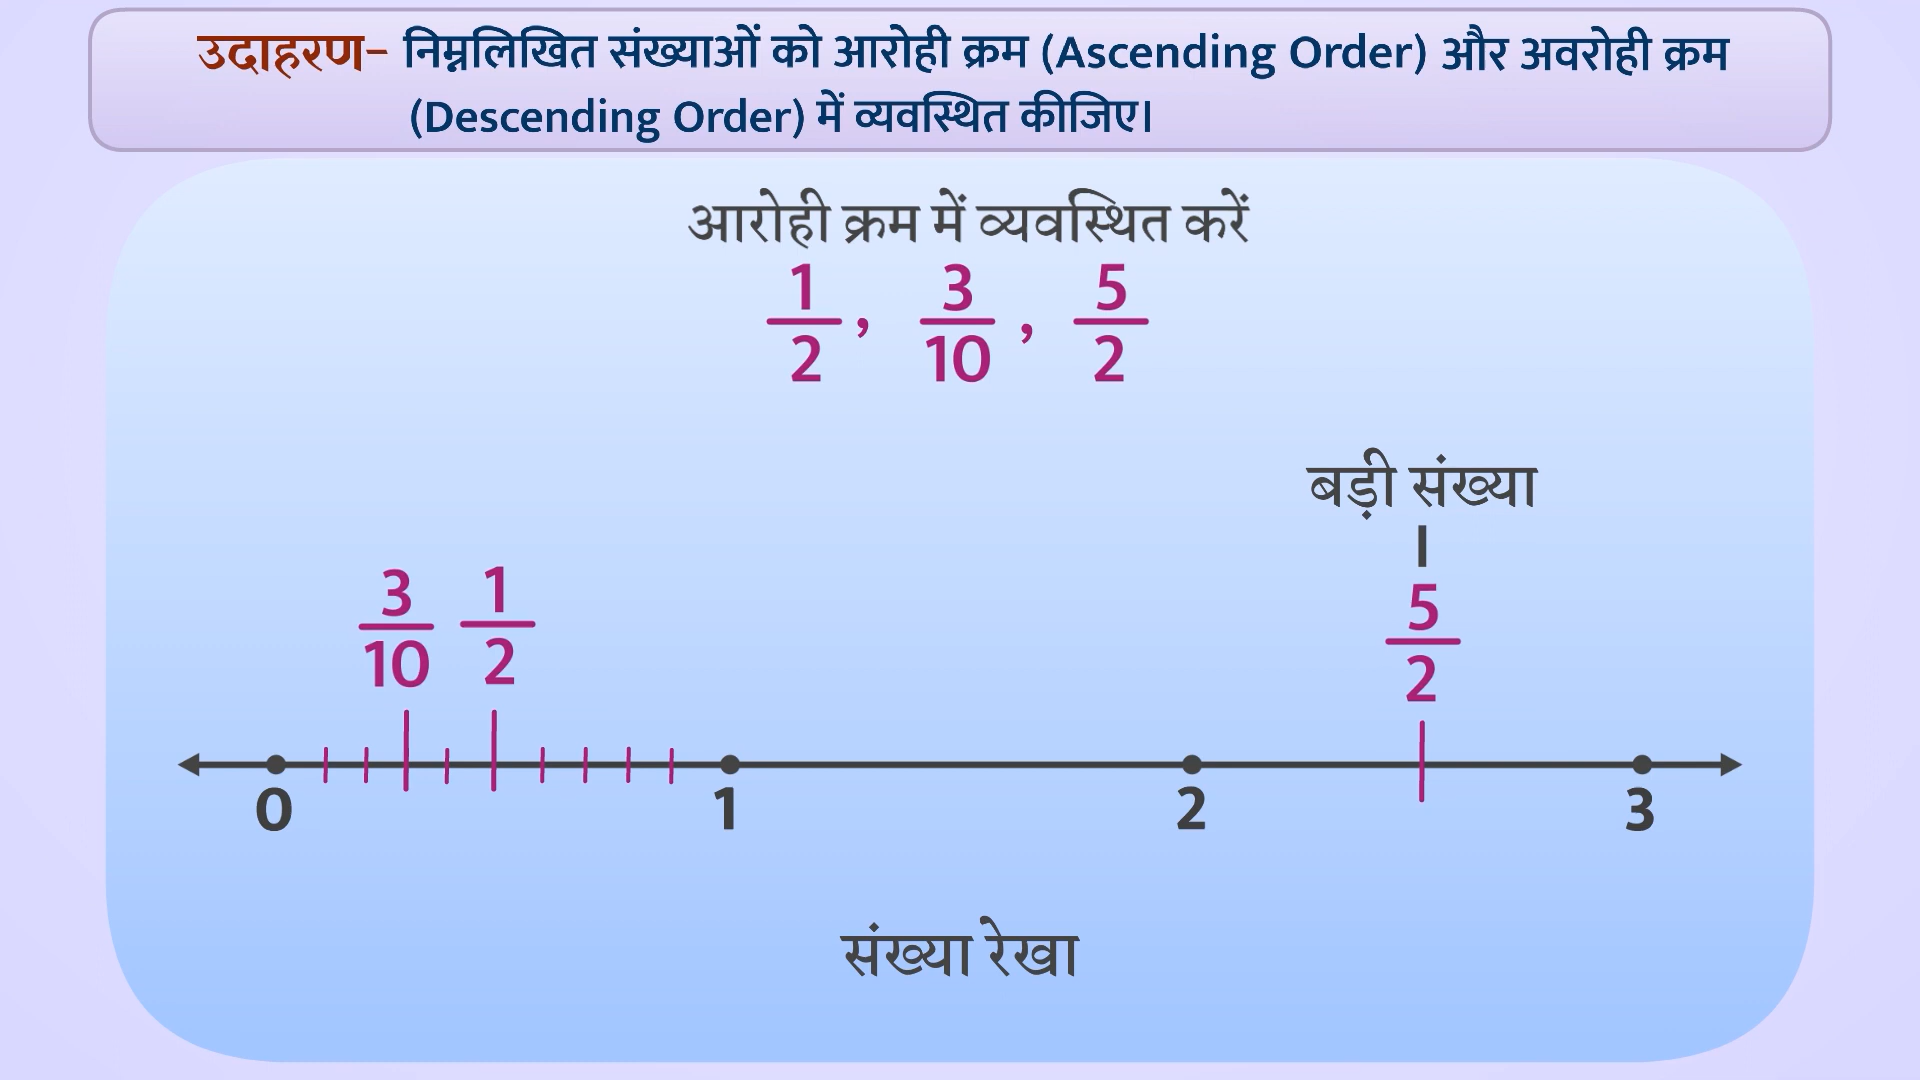 उदाहरण– निम्नलिखित संख्याओं को आरोही क्रम (Ascending Order) और अवरोही क्रम
(Descending Order) में व्यवस्थित कीजिए।
आरोही क्रम में व्यवस्थित करें
1/2, 3/10, 5/2
बड़ी संख्या
3/10 1/2 5/2
0 1 2 3
संख्या रेखा